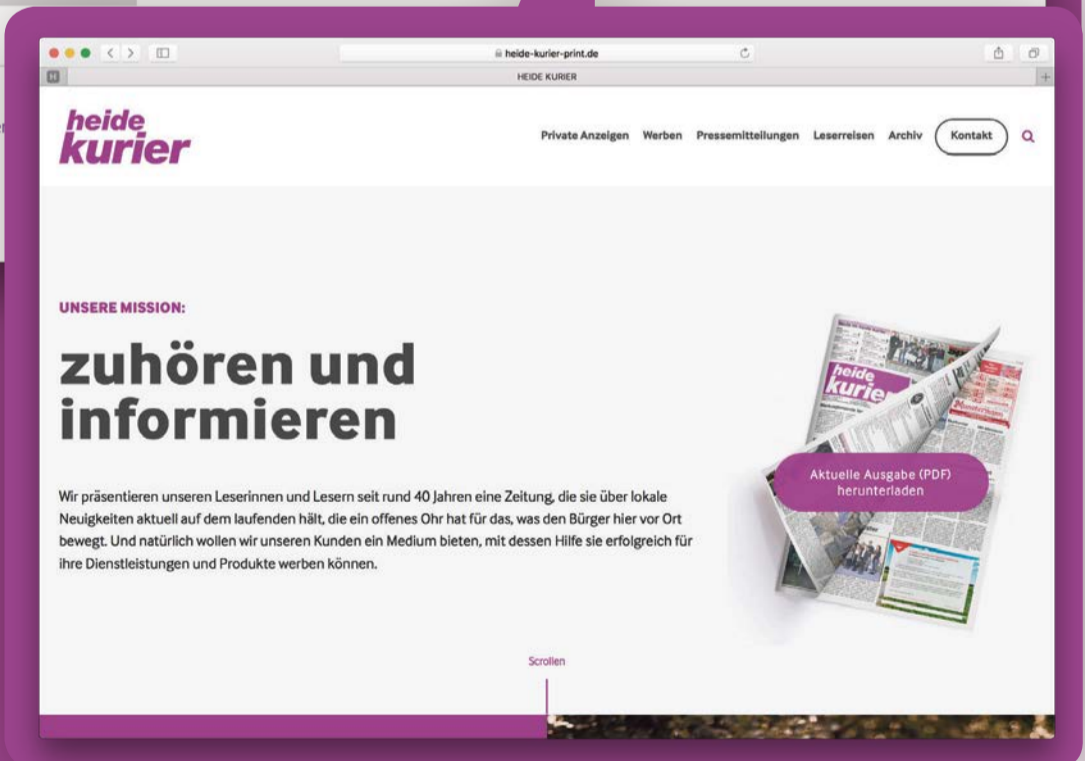 heide-kurier-print.de
H
HEIDE KURIER
heide
kurier
Private Anzeigen Werben Pressemitteilungen Leserreisen Archiv Kontakt
UNSERE MISSION:
zuhören und
informieren
Wir präsentieren unseren Leserinnen und Lesern seit rund 40 Jahren eine Zeitung, die sie über lokale
Neuigkeiten aktuell auf dem laufenden hält, die ein offenes Ohr hat für das, was den Bürger hier vor Ort
bewegt. Und natürlich wollen wir unseren Kunden ein Medium bieten, mit dessen Hilfe sie erfolgreich für
ihre Dienstleistungen und Produkte werben können.
heide
kurier
Aktuelle Ausgabe (PDF)
herunterladen
Scrollen